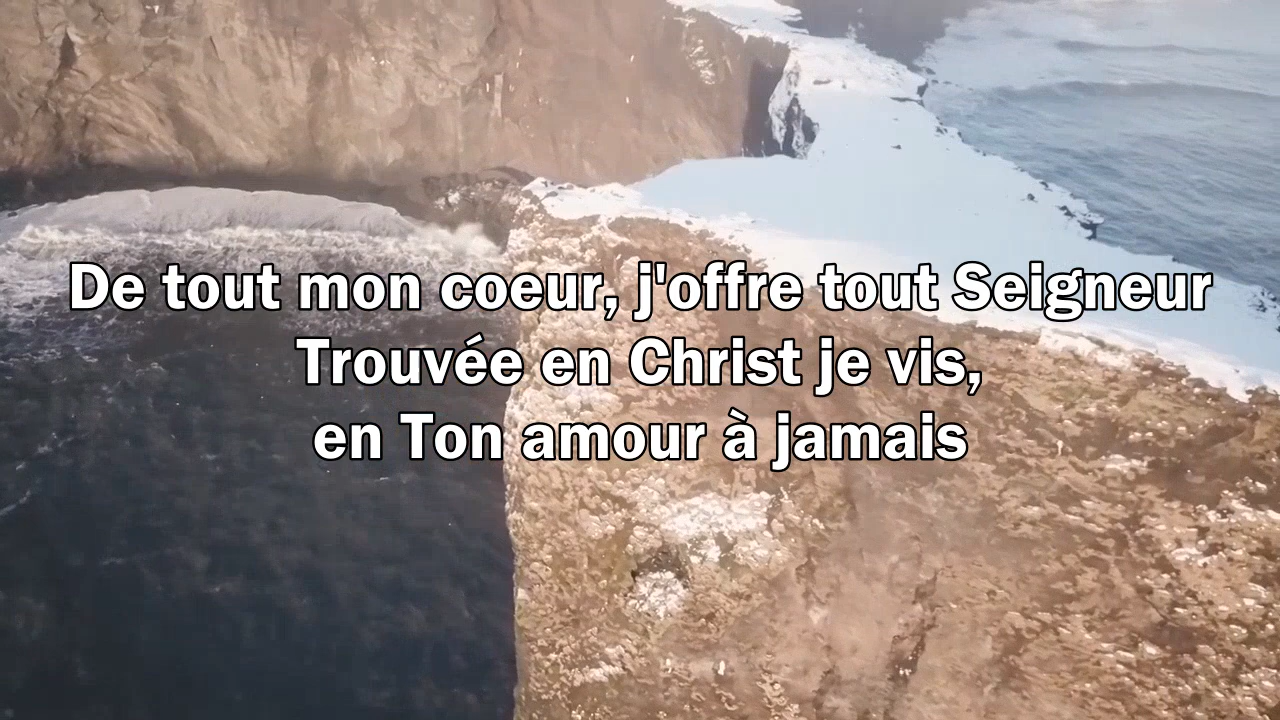 De tout mon coeur, j'offre tout Seigneur
Trouvée en Christ je vis,
en Ton amour à jamais